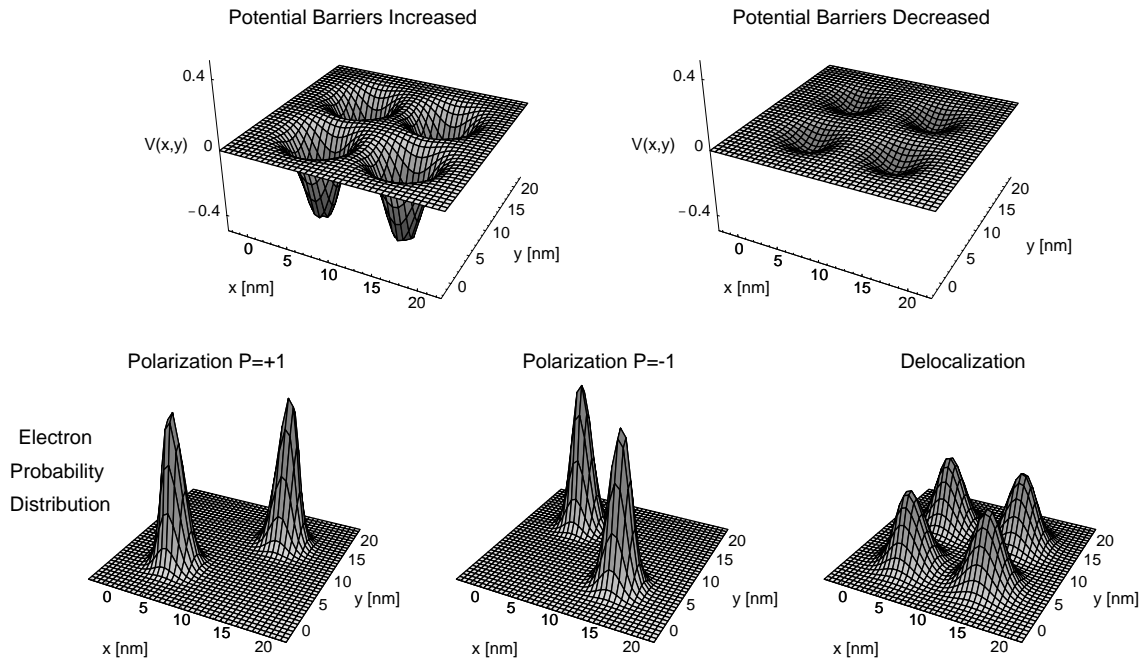 Potential Barriers Increased
Potential Barriers Decreased
0.4
V(x,y)
0
−0.4
0
5
10
15
20
x [nm]
0
5
10
15
20
y [nm]
0.4
V(x,y)
0
−0.4
0
5
10
15
20
x [nm]
0
5
10
15
20
y [nm]
Polarization P=+1
Polarization P=-1
Delocalization
Electron
Probability
Distribution
0
5
10
15
20
x [nm]
0
5
10
15
20
y [nm]
0
5
10
15
20
x [nm]
0
5
10
15
20
y [nm]
0
5
10
15
20
x [nm]
0
5
10
15
20
y [nm]